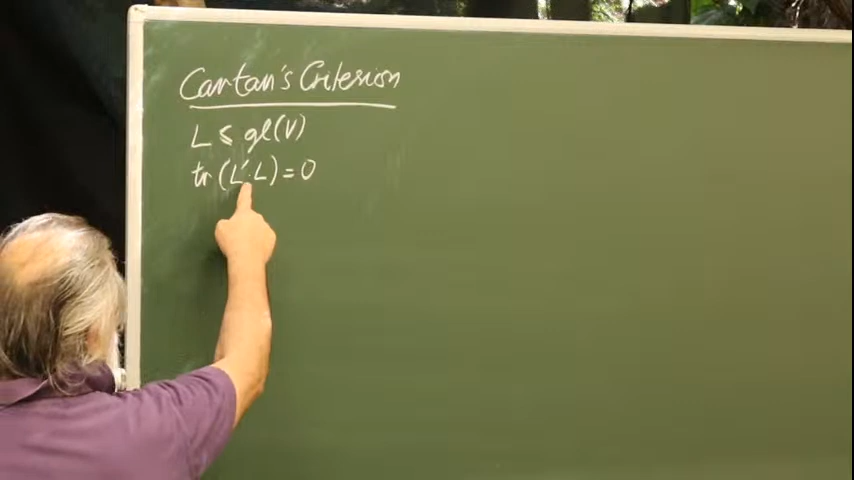 Cartan's Criterion
L ≤ gl(V)
tr (L'·L) = 0